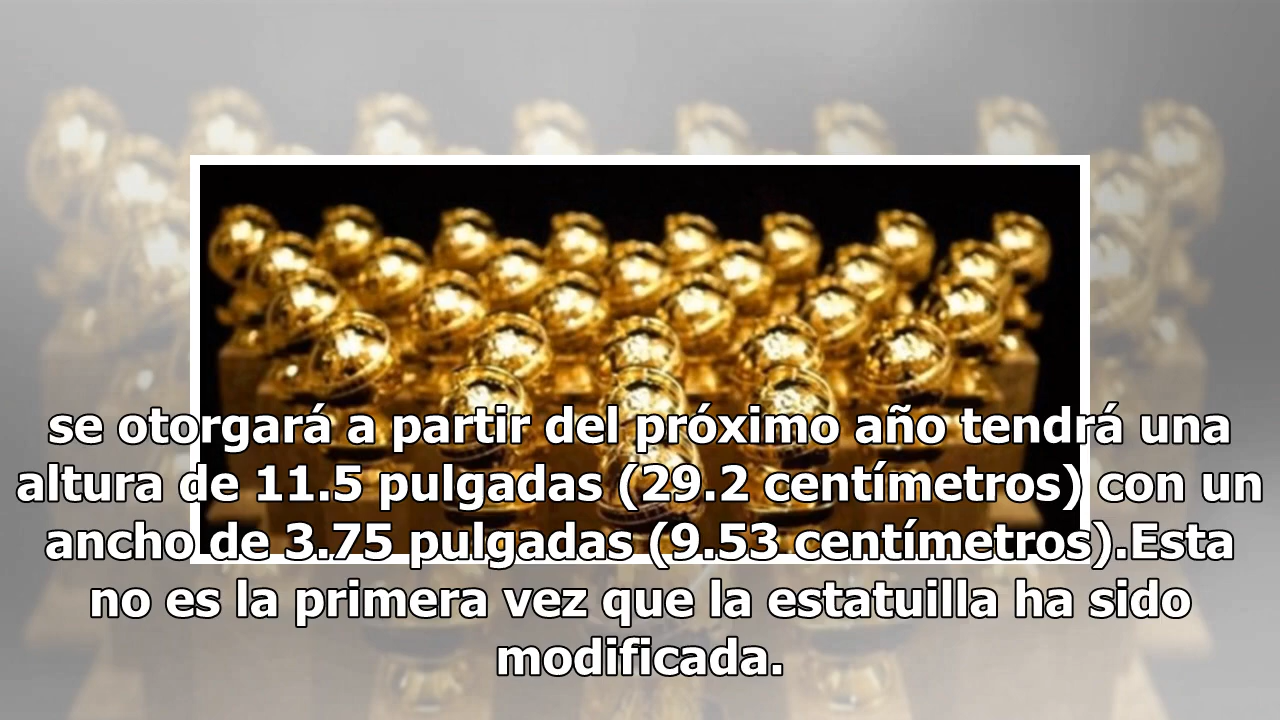 se otorgará a partir del próximo año tendrá una
altura de 11.5 pulgadas (29.2 centímetros) con un
ancho de 3.75 pulgadas (9.53 centímetros).Esta
no es la primera vez que la estatuilla ha sido
modificada.